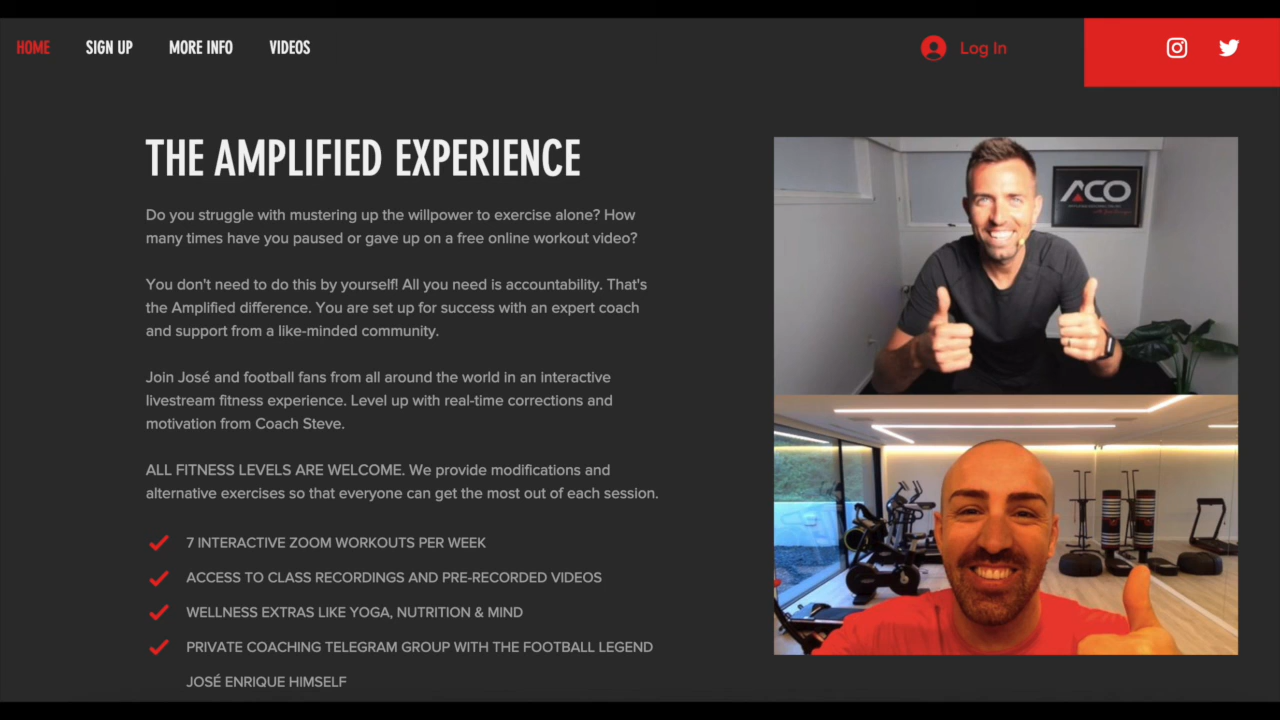 HOME
SIGN UP
MORE INFO
VIDEOS
Log In
THE AMPLIFIED EXPERIENCE
Do you struggle with mustering up the willpower to exercise alone? How
many times have you paused or gave up on a free online workout video?
You don't need to do this by yourself! All you need is accountability. That's
the Amplified difference. You are set up for success with an expert coach
and support from a like-minded community.
Join José and football fans from all around the world in an interactive
livestream fitness experience. Level up with real-time corrections and
motivation from Coach Steve.
ALL FITNESS LEVELS ARE WELCOME. We provide modifications and
alternative exercises so that everyone can get the most out of each session.
7 INTERACTIVE ZOOM WORKOUTS PER WEEK
ACCESS TO CLASS RECORDINGS AND PRE-RECORDED VIDEOS
WELLNESS EXTRAS LIKE YOGA, NUTRITION & MIND
PRIVATE COACHING TELEGRAM GROUP WITH THE FOOTBALL LEGEND
JOSÉ ENRIQUE HIMSELF
ACO